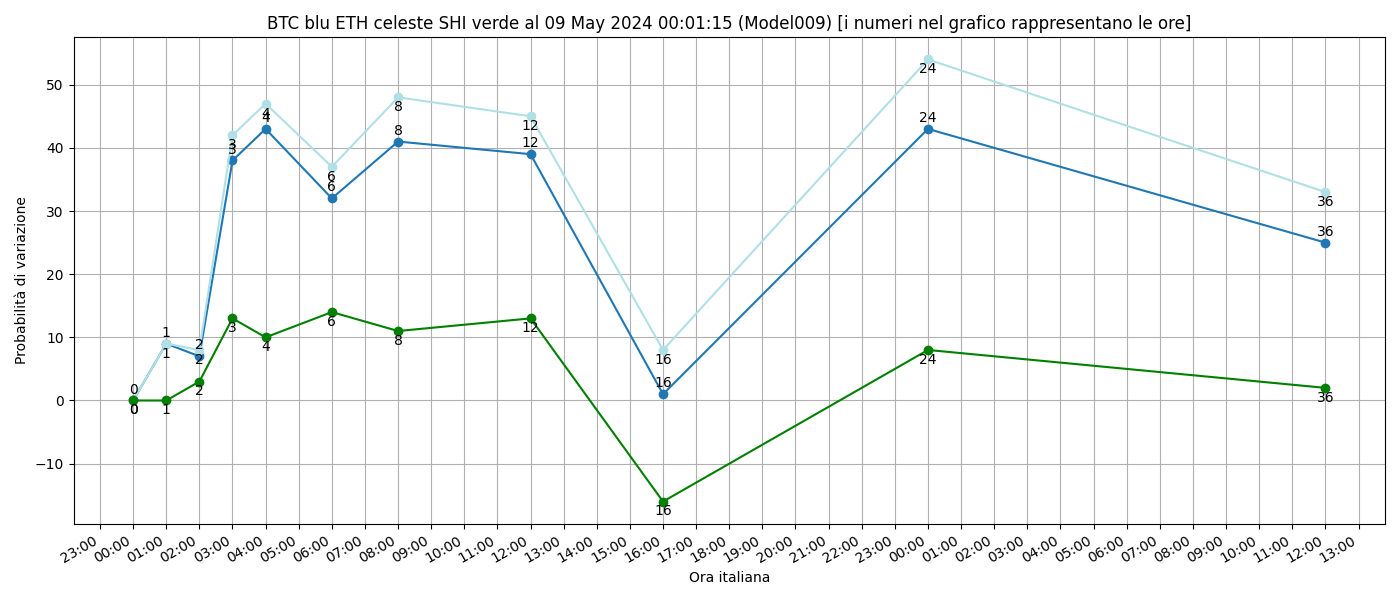 BTC blu ETH celeste SHI verde al 09 May 2024 00:01:15 (Model009) [i numeri nel grafico rappresentano le ore]
Probabilità di variazione
50
40
30
20
10
0
−10
0 1 2 3 4 6 8 12 16 24 36
0 1 2 3 4 6 8 12 16 24 36
0 1 2 3 4 6 8 12 16 24 36
23:00 00:00 01:00 02:00 03:00 04:00 05:00 06:00 07:00 08:00 09:00 10:00 11:00 12:00 13:00 14:00 15:00 16:00 17:00 18:00 19:00 20:00 21:00 22:00 23:00 00:00 01:00 02:00 03:00 04:00 05:00 06:00 07:00 08:00 09:00 10:00 11:00 12:00 13:00
Ora italiana